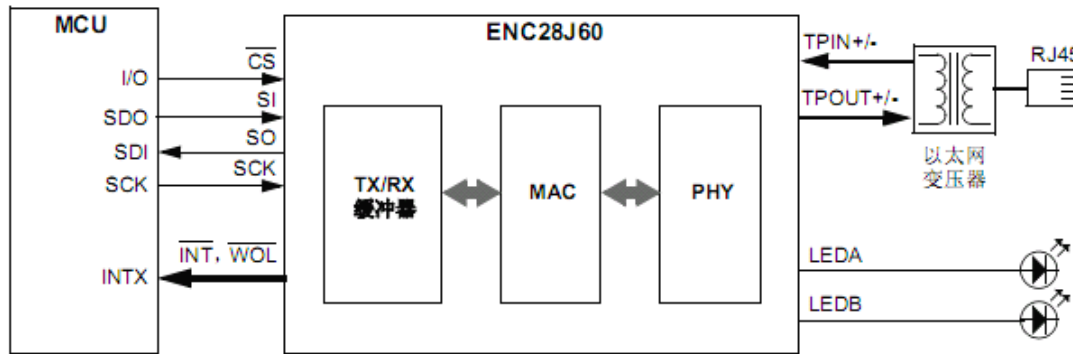 MCU
I/O
SDO
SDI
SCK
INTX
CS
SI
SO
SCK
INT, WOL
ENC28J60
TX/RX
缓冲器
MAC
PHY
TPIN+/-
TPOUT+/-
RJ45
以太网
变压器
LEDA
LEDB